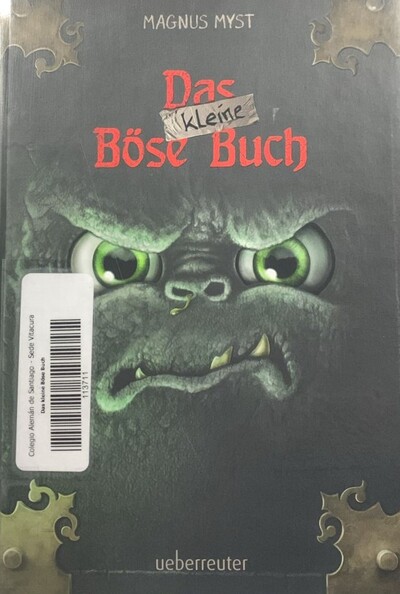 MAGNUS MYST
Das
kleine
Böse Buch
Colegio Alemán de Santiago - Sede Vitacura
Das kleine Böse Buch
113711
ueberreuter